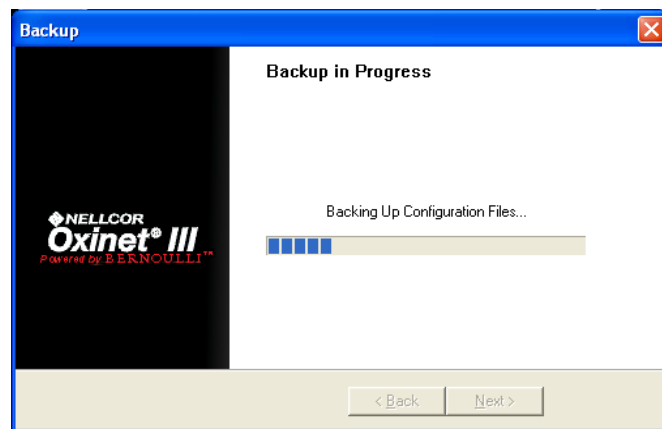 Backup
Backup in Progress
Backing Up Configuration Files...
NELLCOR
Oxinet® III
Powered by BERNOULLI™
< Back
Next >